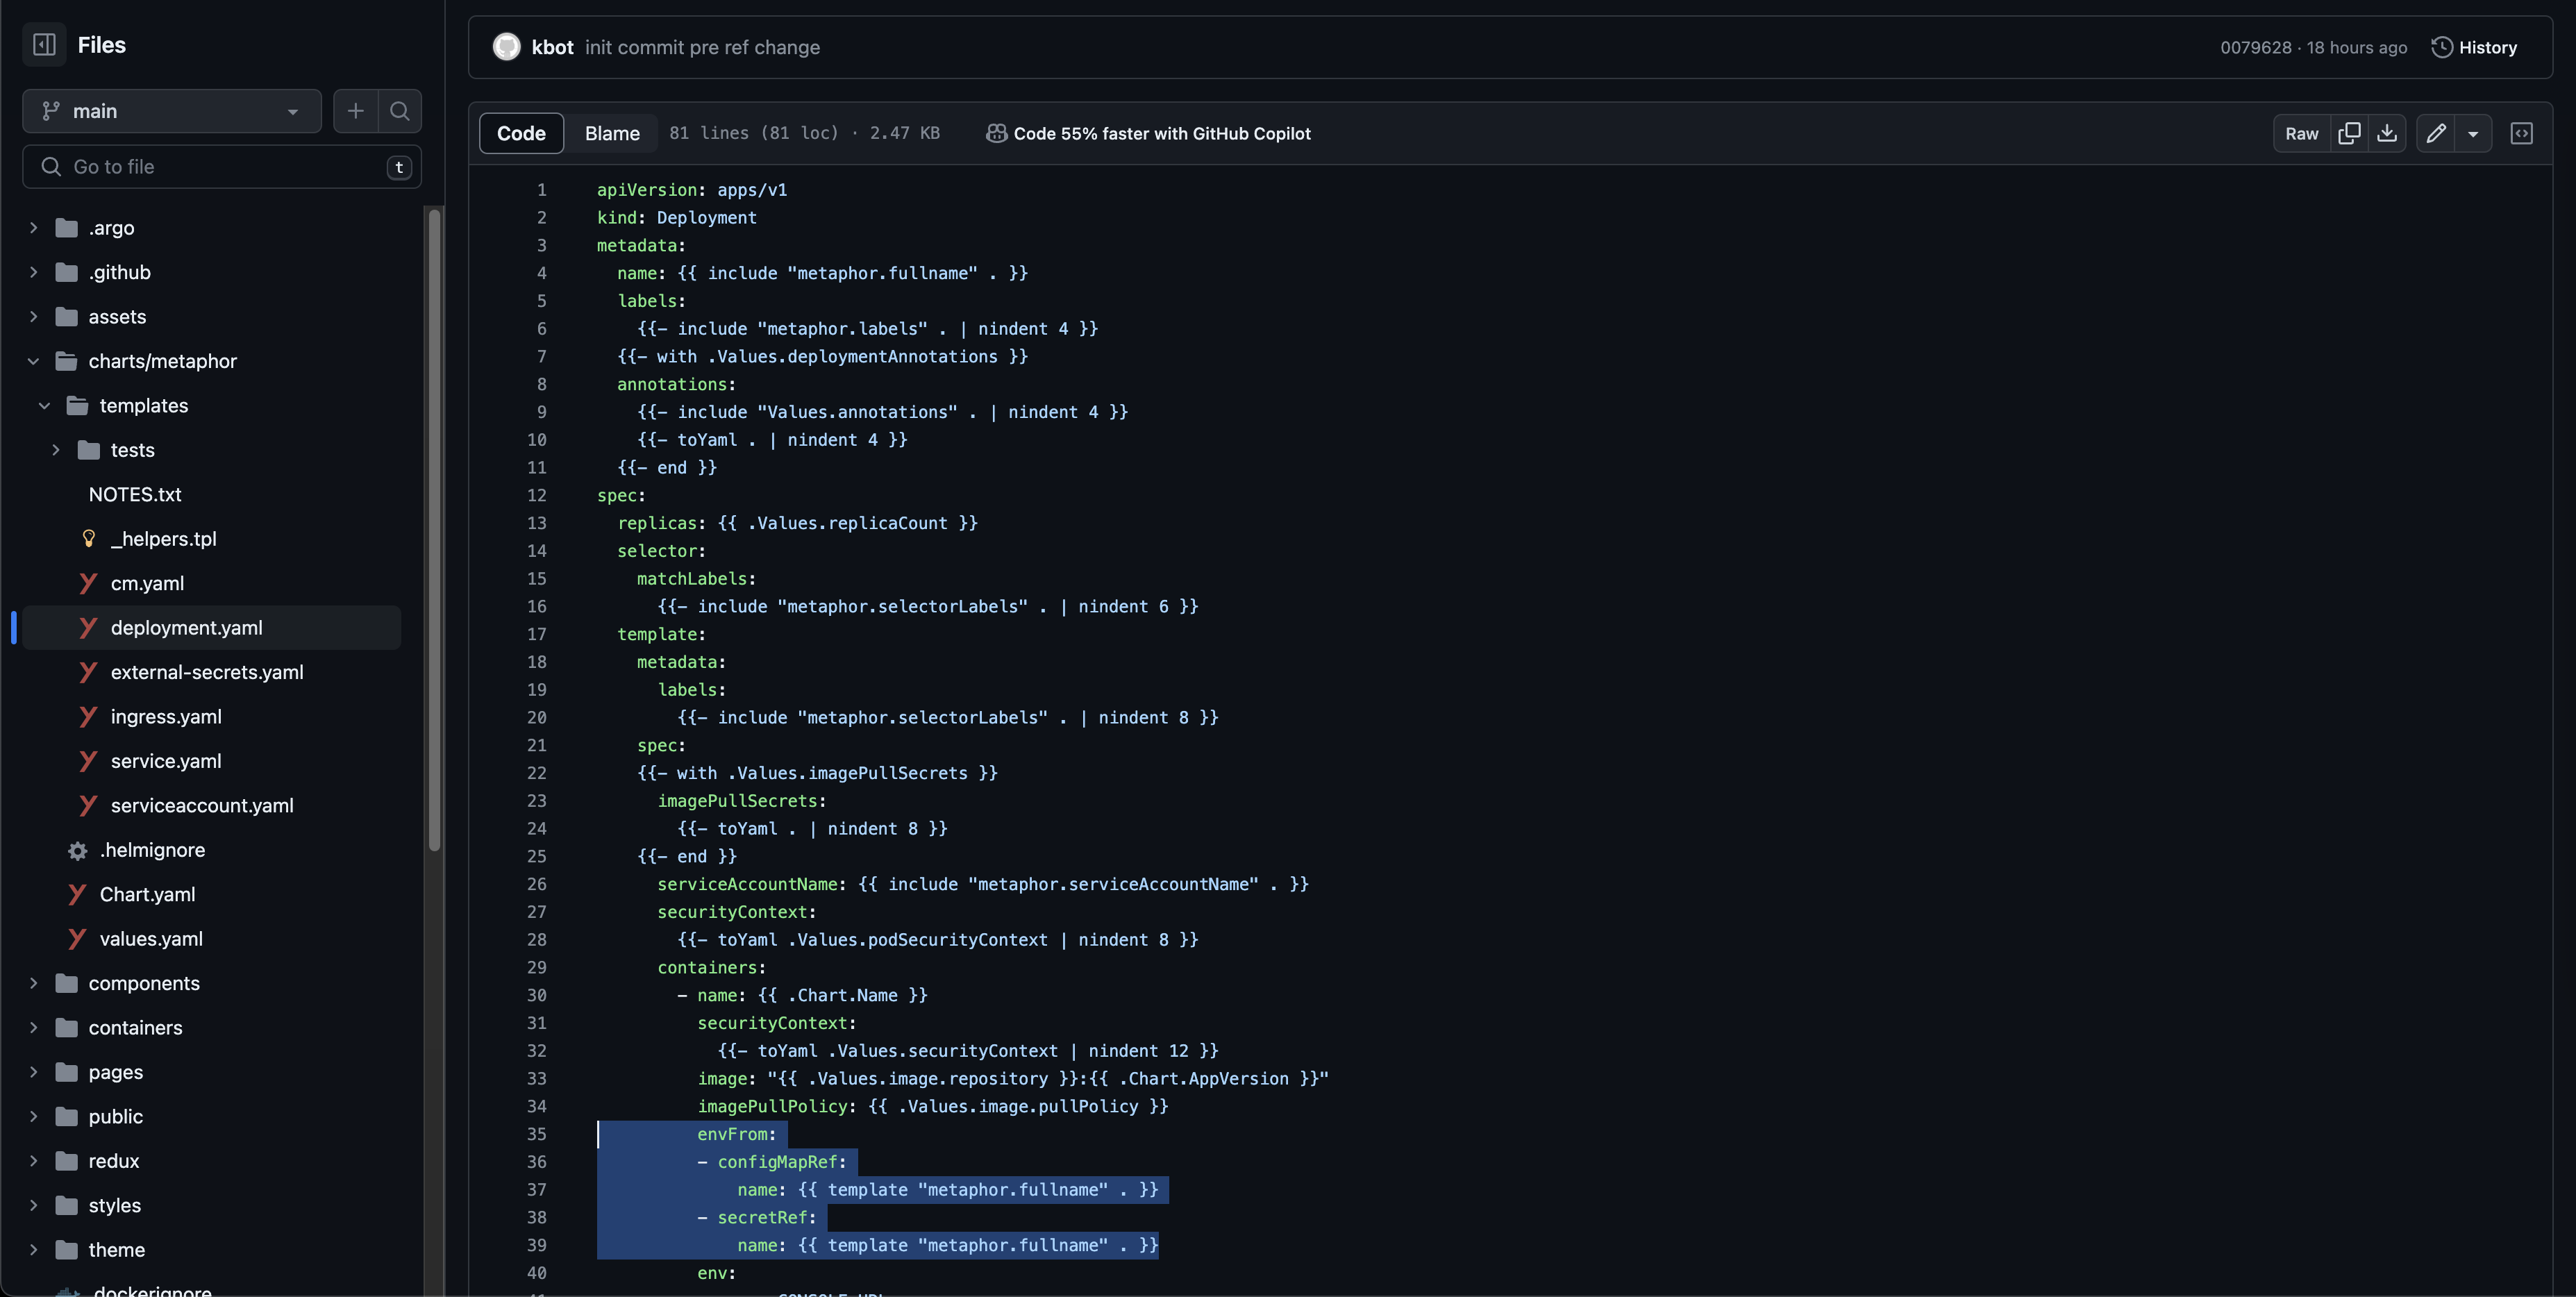 Files
main
Go to file
t
.argo
.github
assets
charts/metaphor
templates
tests
NOTES.txt
_helpers.tpl
cm.yaml
deployment.yaml
external-secrets.yaml
ingress.yaml
service.yaml
serviceaccount.yaml
.helmignore
Chart.yaml
values.yaml
components
containers
pages
public
redux
styles
theme
.dockerignore
kbot init commit pre ref change
0079628 · 18 hours ago History
Code Blame 81 lines (81 loc) · 2.47 KB Code 55% faster with GitHub Copilot Raw
1 apiVersion: apps/v1
2 kind: Deployment
3 metadata:
4 name: {{ include "metaphor.fullname" . }}
5 labels:
6 {{- include "metaphor.labels" . | nindent 4 }}
7 {{- with .Values.deploymentAnnotations }}
8 annotations:
9 {{- include "Values.annotations" . | nindent 4 }}
10 {{- toYaml . | nindent 4 }}
11 {{- end }}
12 spec:
13 replicas: {{ .Values.replicaCount }}
14 selector:
15 matchLabels:
16 {{- include "metaphor.selectorLabels" . | nindent 6 }}
17 template:
18 metadata:
19 labels:
20 {{- include "metaphor.selectorLabels" . | nindent 8 }}
21 spec:
22 {{- with .Values.imagePullSecrets }}
23 imagePullSecrets:
24 {{- toYaml . | nindent 8 }}
25 {{- end }}
26 serviceAccountName: {{ include "metaphor.serviceAccountName" . }}
27 securityContext:
28 {{- toYaml .Values.podSecurityContext | nindent 8 }}
29 containers:
30 - name: {{ .Chart.Name }}
31 securityContext:
32 {{- toYaml .Values.securityContext | nindent 12 }}
33 image: "{{ .Values.image.repository }}:{{ .Chart.AppVersion }}"
34 imagePullPolicy: {{ .Values.image.pullPolicy }}
35 envFrom:
36 - configMapRef:
37 name: {{ template "metaphor.fullname" . }}
38 - secretRef:
39 name: {{ template "metaphor.fullname" . }}
40 env: